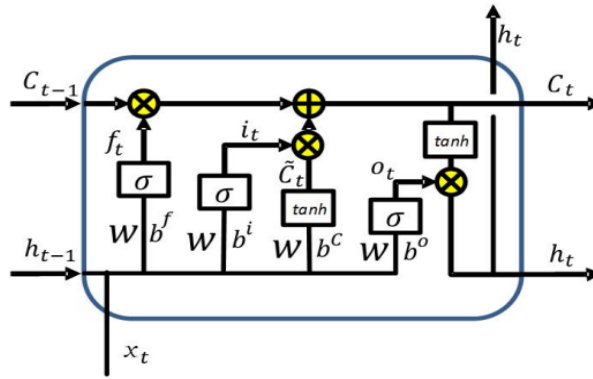 h_t
C_{t-1}
C_t
f_t
i_t
C̃_t
o_t
tanh
σ
σ
tanh
σ
W b^f
W b^i
W b^C
W b^o
h_{t-1}
h_t
x_t